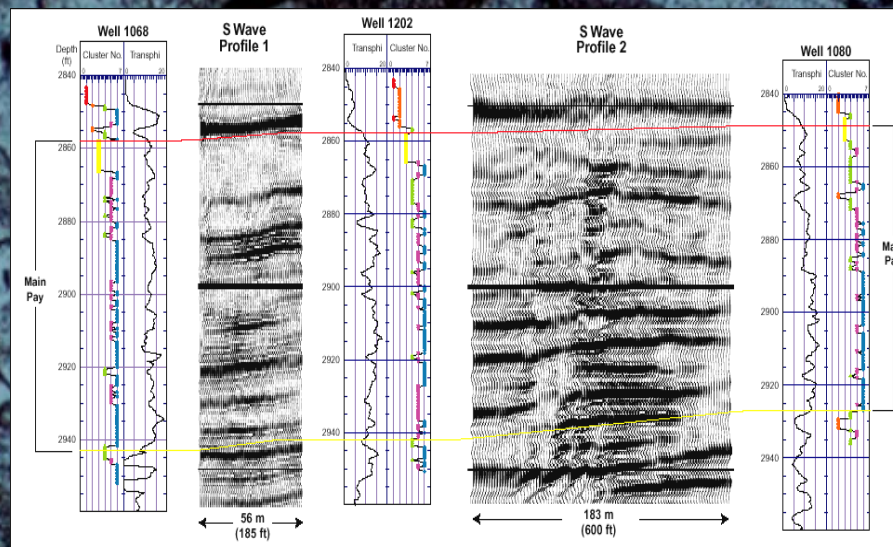 Well 1068
Depth
(ft)
Cluster No.
0 7
Transphi
0 20
2840
2860
2880
2900
2920
2940
Main
Pay
S Wave
Profile 1
56 m
(185 ft)
Well 1202
Transphi
20
Cluster No.
0 7
2840
2860
2880
2900
2920
2940
S Wave
Profile 2
183 m
(600 ft)
Well 1080
Transphi
20
Cluster No.
0 7
2840
2860
2880
2900
2920
2940
Main
Pa